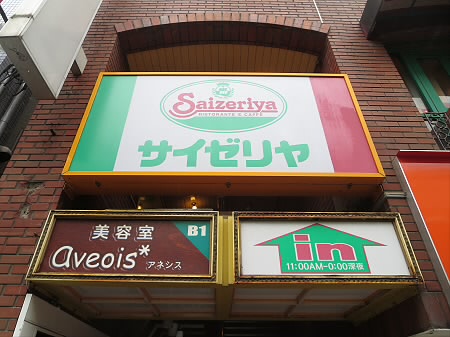 Saizeriya
RISTORANTE E CAFFÈ
サイゼリヤ
美容室
B1
aveois*
アネシス
in
11:00AM-0:00深夜